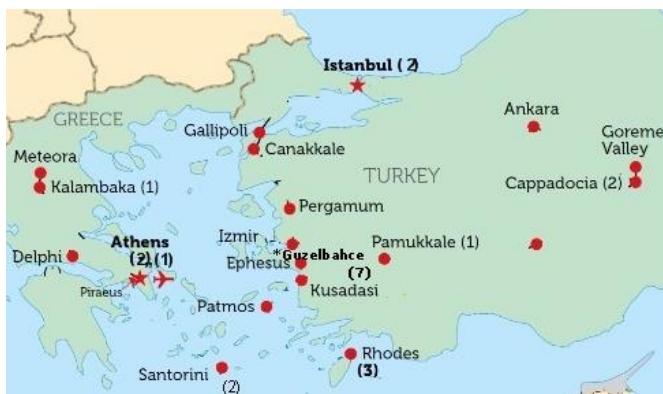 Istanbul (2)
GREECE
Gallipoli
Canakkale
Ankara
Goreme
Valley
Meteora
Kalambaka (1)
TURKEY
Cappadocia (2)
Pergamum
Izmir
Pamukkale (1)
Athens
(2), (1)
Delphi
*Guzelbahce
(7)
Ephesus
Piraeus
Kusadasi
Patmos
Rhodes
(3)
Santorini
(2)